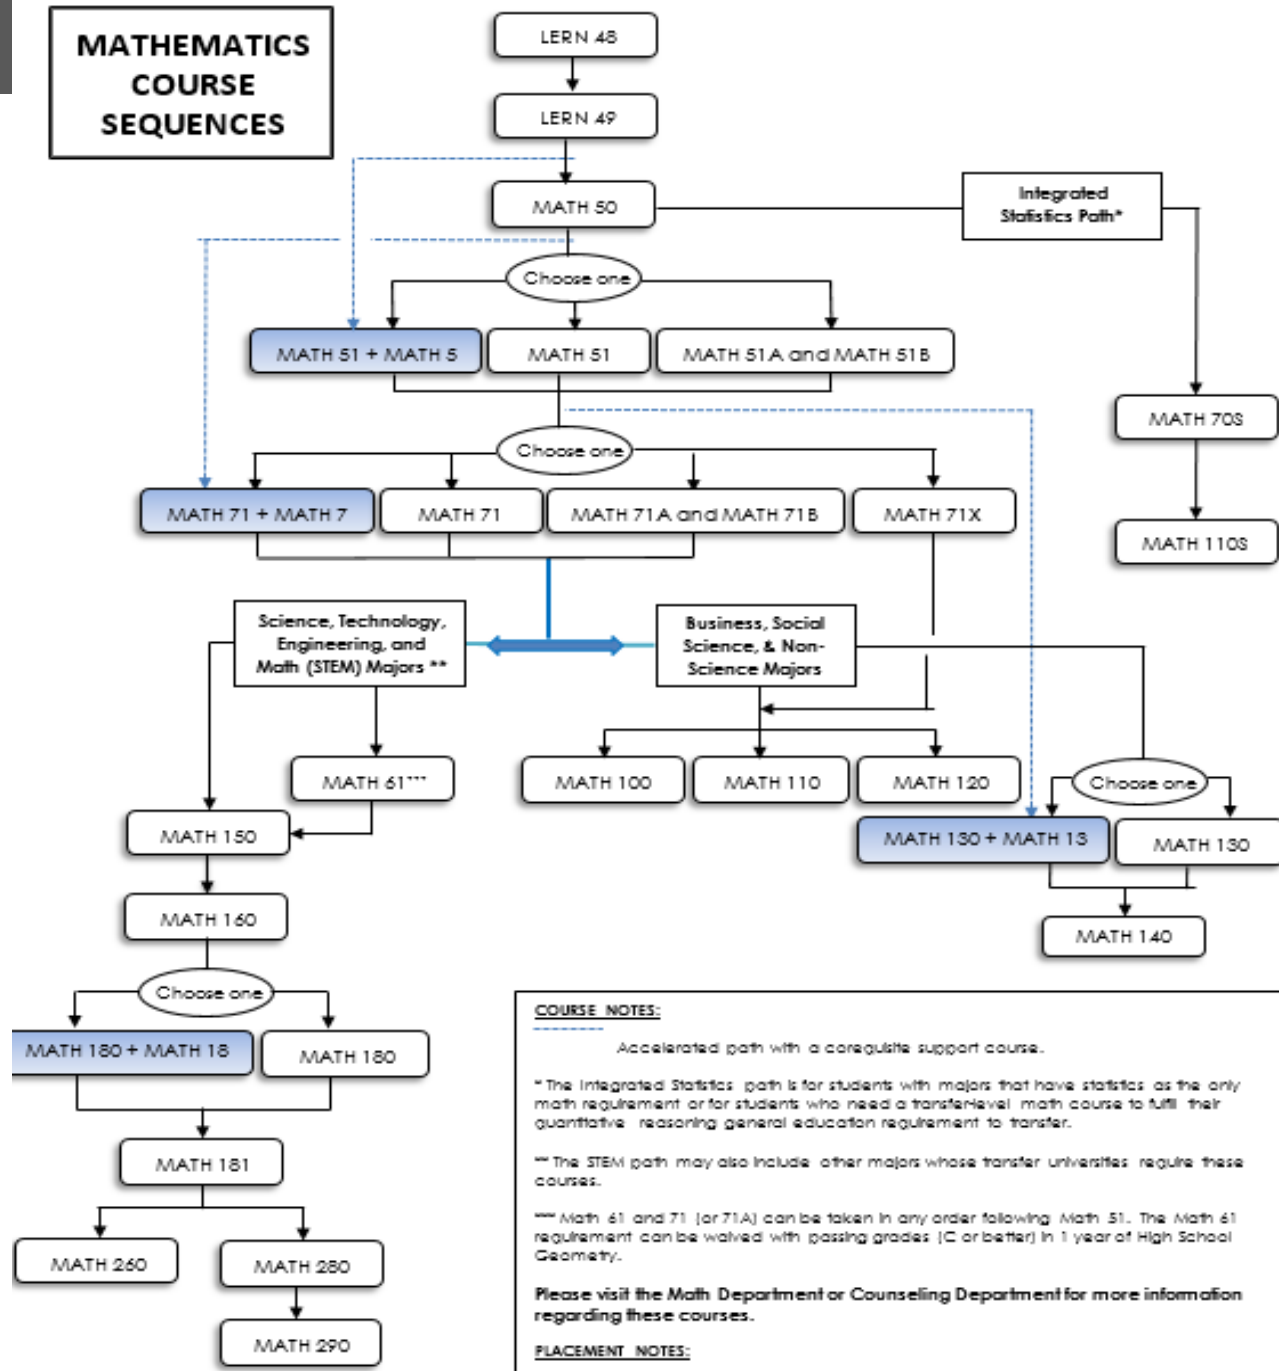 MATHEMATICS
COURSE
SEQUENCES
LERN 48
LERN 49
MATH 50
Integrated
Statistics Path*
Choose one
MATH 51 + MATH 5
MATH 51
MATH 51A and MATH 51B
MATH 70S
Choose one
MATH 71 + MATH 7
MATH 71
MATH 71A and MATH 71B
MATH 71X
MATH 110S
Science, Technology,
Engineering, and
Math (STEM) Majors **
Business, Social
Science, & Non-
Science Majors
MATH 61***
MATH 100
MATH 110
MATH 120
Choose one
MATH 150
MATH 130 + MATH 13
MATH 130
MATH 160
MATH 140
Choose one
MATH 180 + MATH 18
MATH 180
MATH 181
MATH 260
MATH 280
MATH 290
COURSE NOTES:
Accelerated path with a corequisite support course.
* The Integrated Statistics path is for students with majors that have statistics as the only
math requirement or for students who need a transfer-level math course to fulfill their
quantitative reasoning general education requirement to transfer.
** The STEM path may also include other majors whose transfer universities require these
courses.
*** Math 61 and 71 (or 71A) can be taken in any order following Math 51. The Math 61
requirement can be waived with passing grades (C or better) in 1 year of High School
Geometry.
Please visit the Math Department or Counseling Department for more information
regarding these courses.
PLACEMENT NOTES: